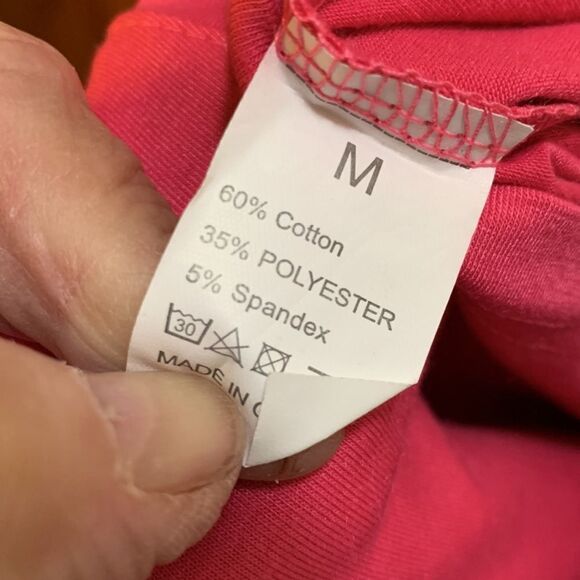 M
60% Cotton
35% POLYESTER
5% Spandex
30
MADE IN